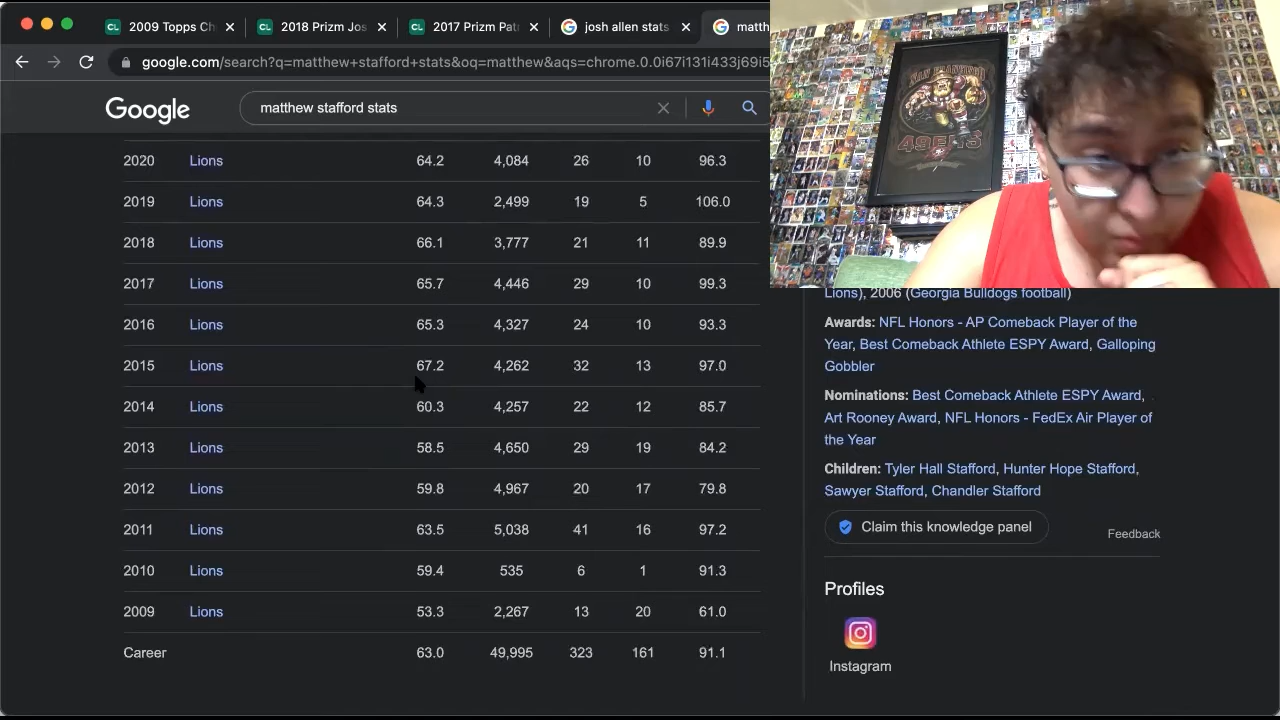 2009 Topps Ch
2018 Prizm Jos
2017 Prizm Pat
josh allen stats
matth
google.com/search?q=matthew+stafford+stats&oq=matthew&aqs=chrome.0.0i67i131i433j69i5
Google
matthew stafford stats
2020 Lions 64.2 4,084 26 10 96.3
2019 Lions 64.3 2,499 19 5 106.0
2018 Lions 66.1 3,777 21 11 89.9
2017 Lions 65.7 4,446 29 10 99.3
2016 Lions 65.3 4,327 24 10 93.3
2015 Lions 67.2 4,262 32 13 97.0
2014 Lions 60.3 4,257 22 12 85.7
2013 Lions 58.5 4,650 29 19 84.2
2012 Lions 59.8 4,967 20 17 79.8
2011 Lions 63.5 5,038 41 16 97.2
2010 Lions 59.4 535 6 1 91.3
2009 Lions 53.3 2,267 13 20 61.0
Career 63.0 49,995 323 161 91.1
SAN FRANCISCO
49ERS
Lions), 2006 (Georgia Bulldogs football)
Awards: NFL Honors - AP Comeback Player of the
Year, Best Comeback Athlete ESPY Award, Galloping
Gobbler
Nominations: Best Comeback Athlete ESPY Award,
Art Rooney Award, NFL Honors - FedEx Air Player of
the Year
Children: Tyler Hall Stafford, Hunter Hope Stafford,
Sawyer Stafford, Chandler Stafford
Claim this knowledge panel
Feedback
Profiles
Instagram